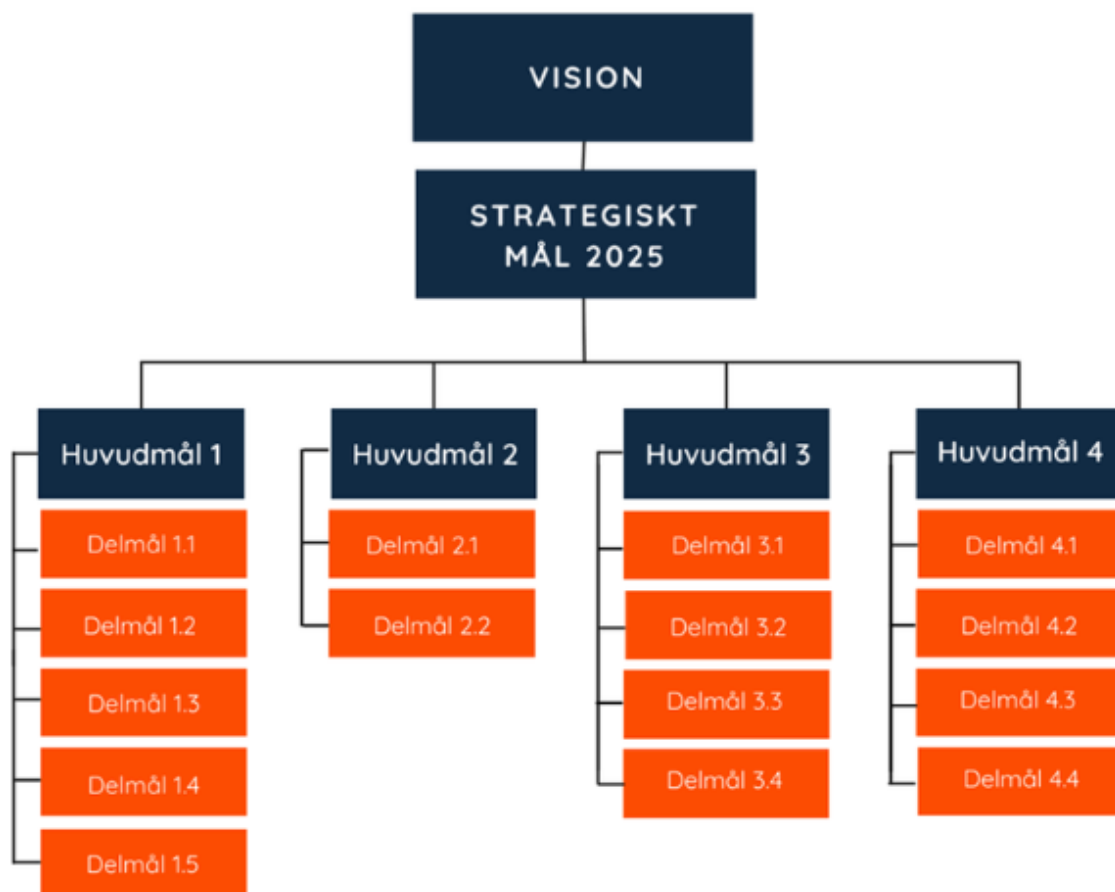 VISION
STRATEGISKT
MÅL 2025
Huvudmål 1
Delmål 1.1
Delmål 1.2
Delmål 1.3
Delmål 1.4
Delmål 1.5
Huvudmål 2
Delmål 2.1
Delmål 2.2
Huvudmål 3
Delmål 3.1
Delmål 3.2
Delmål 3.3
Delmål 3.4
Huvudmål 4
Delmål 4.1
Delmål 4.2
Delmål 4.3
Delmål 4.4